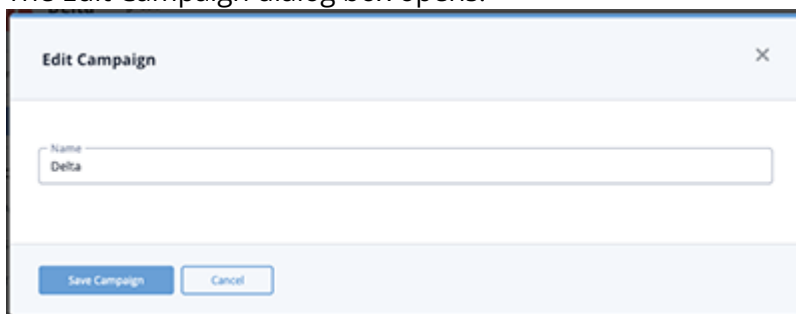 The Edit Campaign dialog box opens.
Edit Campaign
Name
Delta
Save Campaign
Cancel